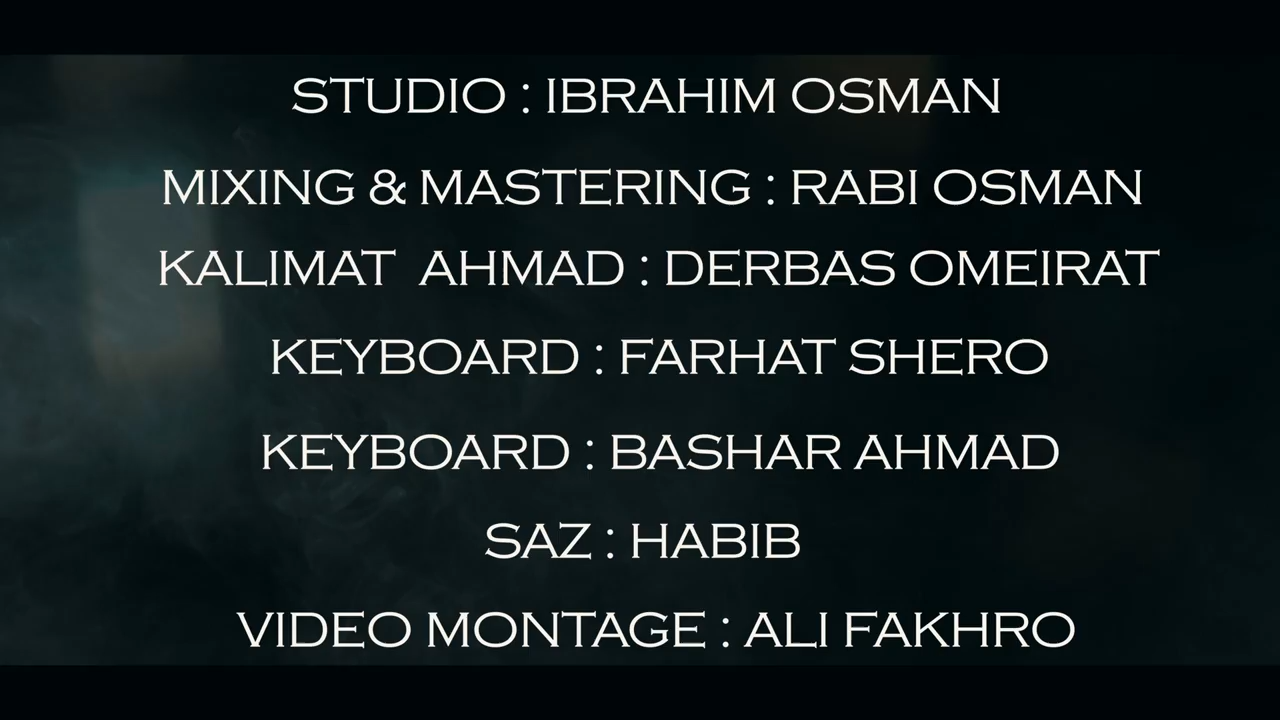 STUDIO : IBRAHIM OSMAN
MIXING & MASTERING : RABI OSMAN
KALIMAT  AHMAD : DERBAS OMEIRAT
KEYBOARD : FARHAT SHERO
KEYBOARD : BASHAR AHMAD
SAZ : HABIB
VIDEO MONTAGE : ALI FAKHRO